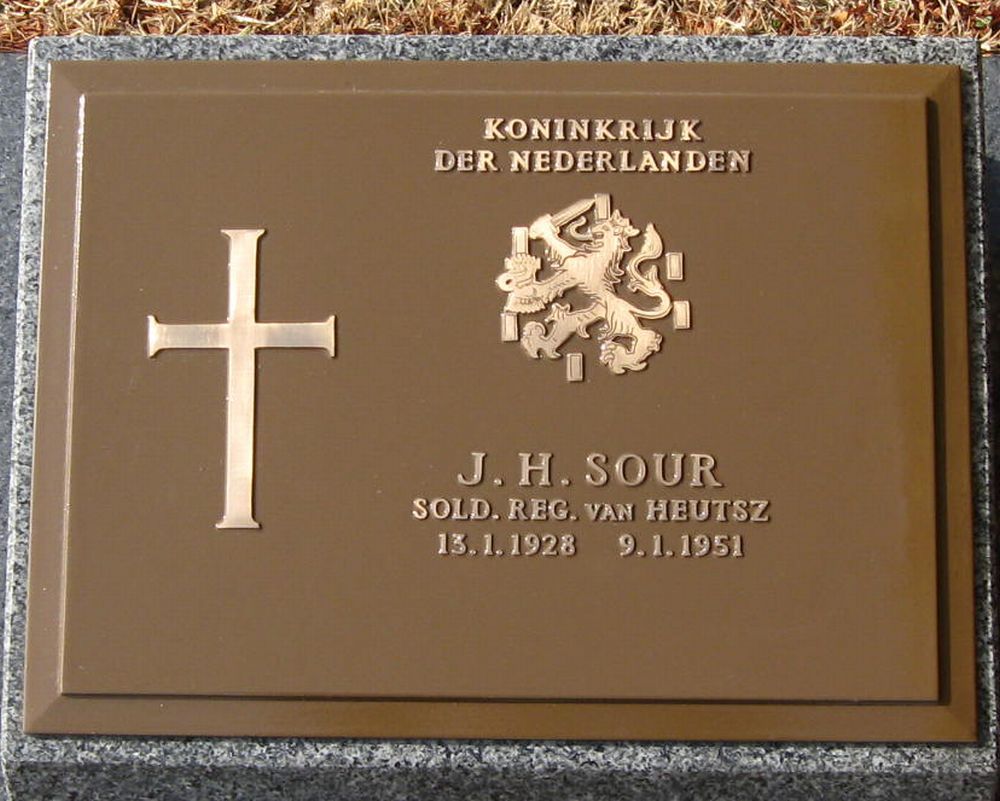 KONINKRIJK
DER NEDERLANDEN
J. H. SOUR
SOLD. REG. VAN HEUTSZ
13.1.1928 9.1.1951